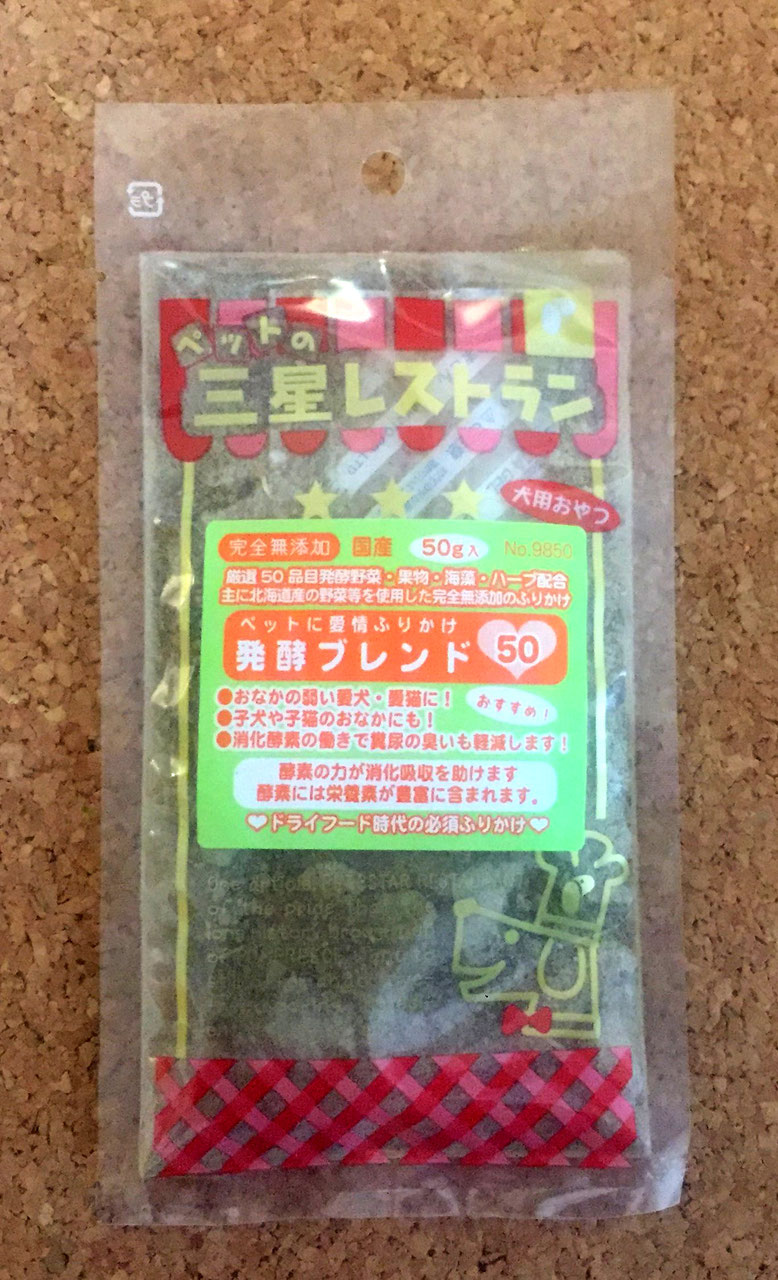 プラ
ペットの
三星レストラン
犬用おやつ
完全無添加 国産 50g入 No.9850
厳選50品目発酵野菜・果物・海藻・ハーブ配合
主に北海道産の野菜等を使用した完全無添加のふりかけ
ペットに愛情ふりかけ
発酵ブレンド 50
●おなかの弱い愛犬・愛猫に! おすすめ!
●子犬や子猫のおなかにも!
●消化酵素の働きで糞尿の臭いも軽減します!
酵素の力が消化吸収を助けます
酵素には栄養素が豊富に含まれます。
♥ドライフード時代の必須ふりかけ♥